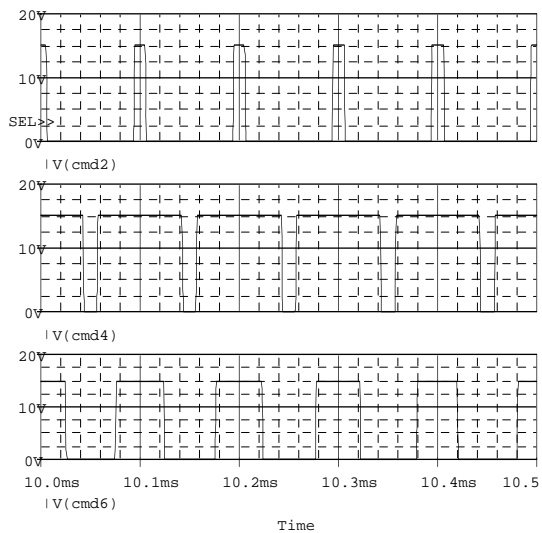 20V
10V
SEL>>
0V
V(cmd2)
20V
10V
0V
V(cmd4)
20V
10V
0V
10.0ms 10.1ms 10.2ms 10.3ms 10.4ms 10.5
V(cmd6)
Time